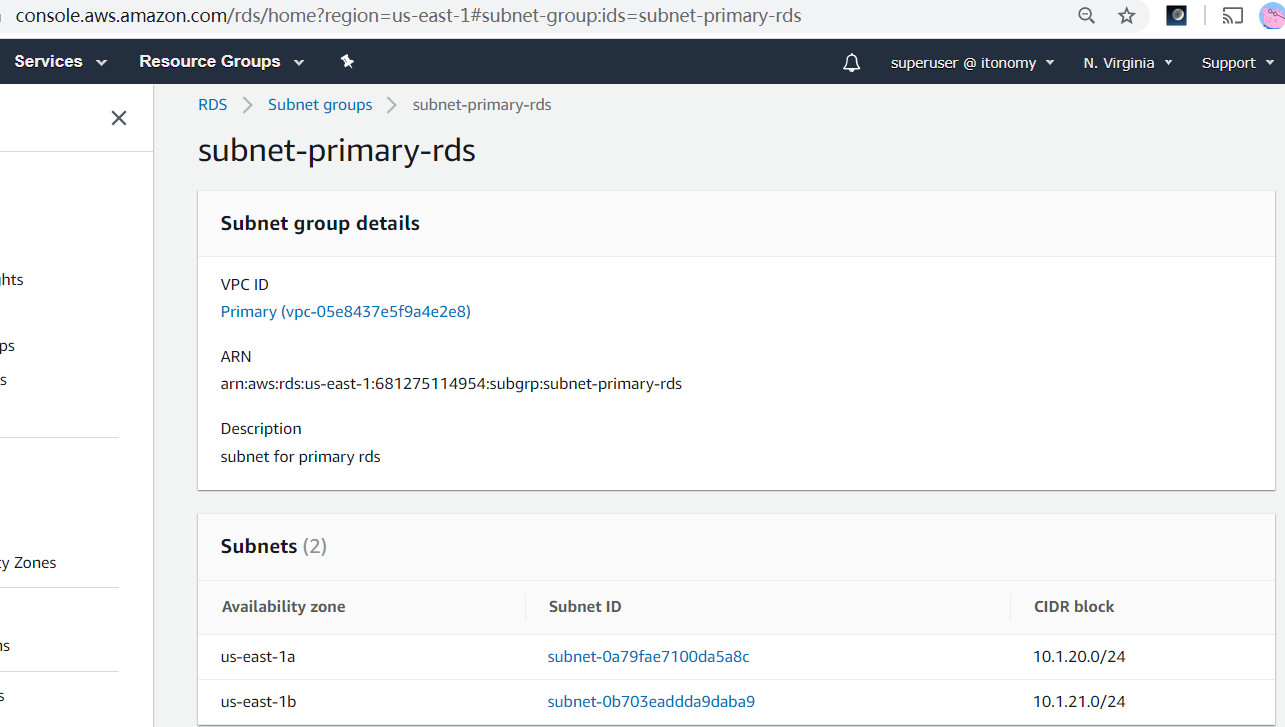 console.aws.amazon.com/rds/home?region=us-east-1#subnet-group:ids=subnet-primary-rds
Services Resource Groups superuser @ itonomy N. Virginia Support
RDS Subnet groups subnet-primary-rds
subnet-primary-rds
Subnet group details
hts
VPC ID
Primary (vpc-05e8437e5f9a4e2e8)
ps
ARN
s
arn:aws:rds:us-east-1:681275114954:subgrp:subnet-primary-rds
Description
subnet for primary rds
Subnets (2)
y Zones
Availability zone Subnet ID CIDR block
ns
us-east-1a subnet-0a79fae7100da5a8c 10.1.20.0/24
s
us-east-1b subnet-0b703eaddda9daba9 10.1.21.0/24